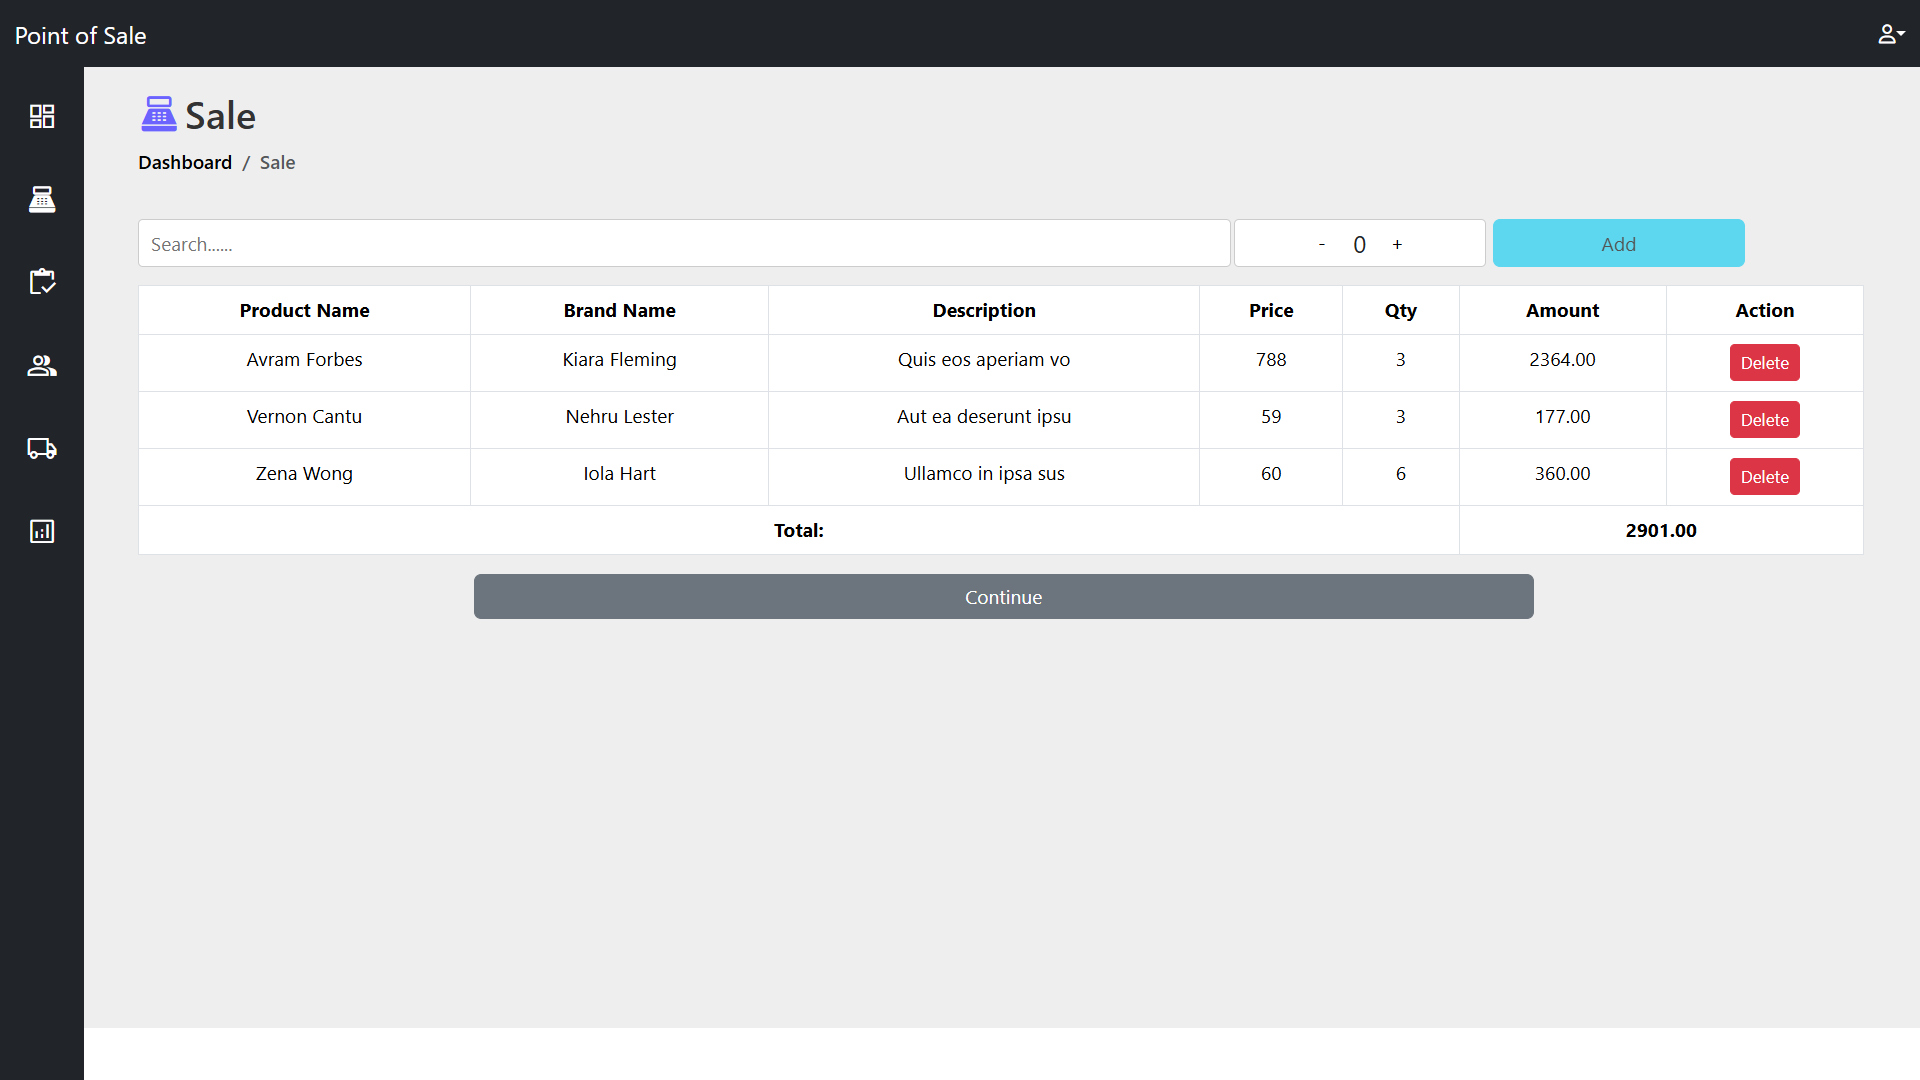 Point of Sale
Sale
Dashboard / Sale
Search...... - 0 + Add
Product Name Brand Name Description Price Qty Amount Action
Avram Forbes Kiara Fleming Quis eos aperiam vo 788 3 2364.00 Delete
Vernon Cantu Nehru Lester Aut ea deserunt ipsu 59 3 177.00 Delete
Zena Wong Iola Hart Ullamco in ipsa sus 60 6 360.00 Delete
Total: 2901.00
Continue